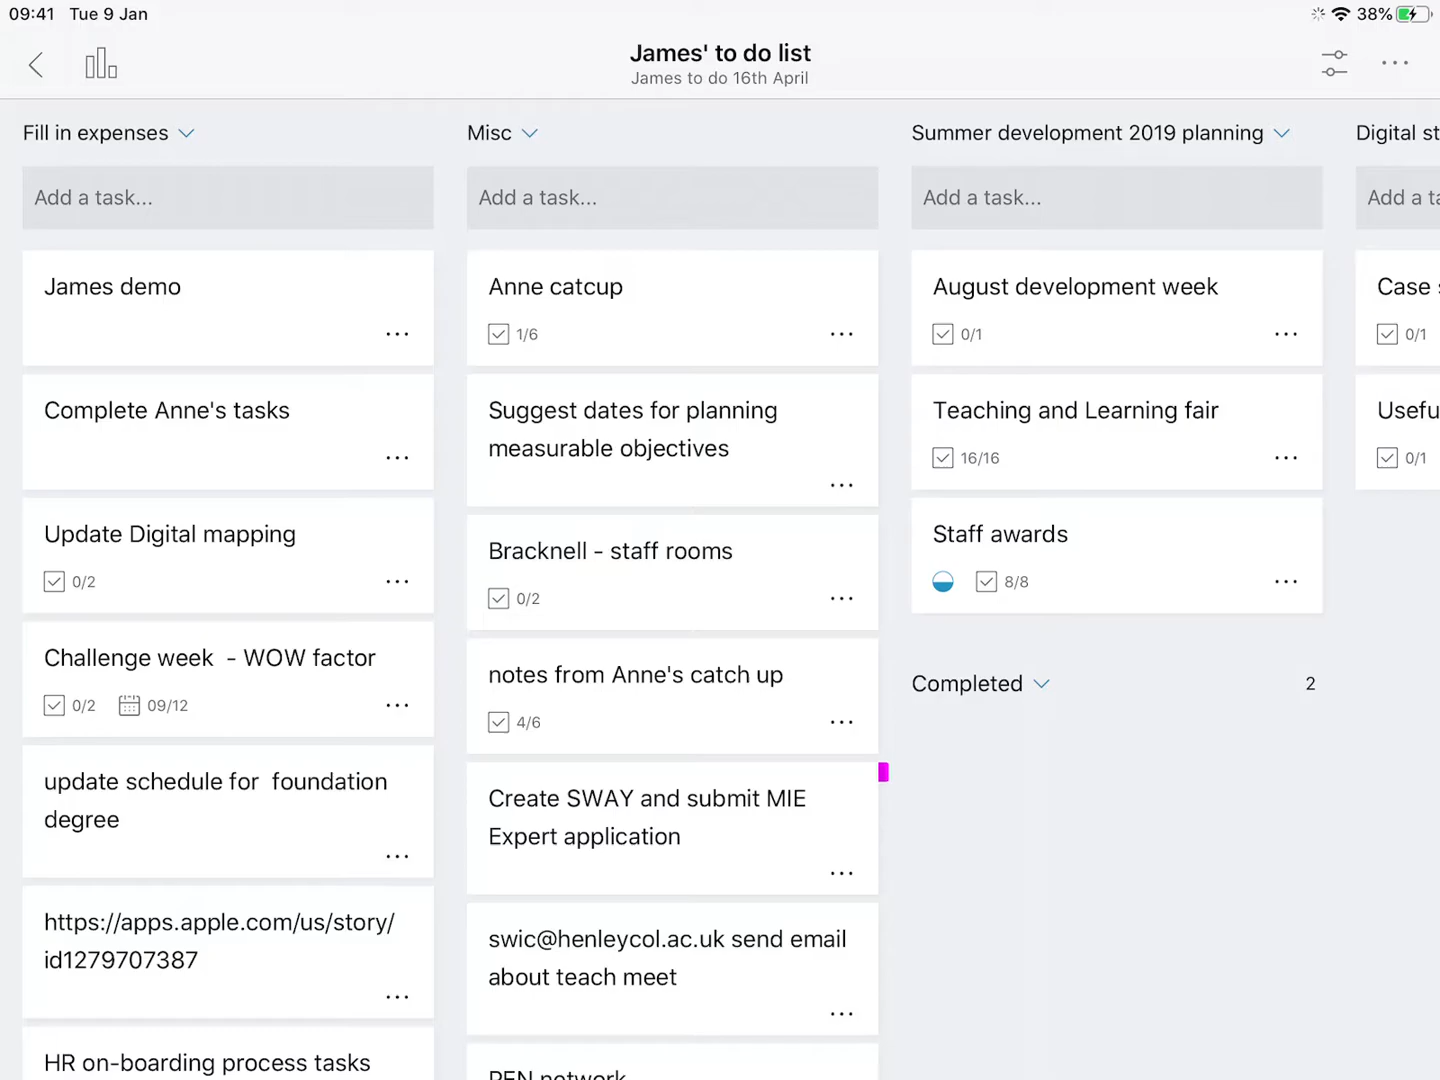 09:41 Tue 9 Jan
38%
James' to do list
James to do 16th April
Fill in expenses
Add a task...
James demo
Complete Anne's tasks
Update Digital mapping
0/2
Challenge week - WOW factor
0/2 09/12
update schedule for foundation
degree
https://apps.apple.com/us/story/
id1279707387
HR on-boarding process tasks
Misc
Add a task...
Anne catcup
1/6
Suggest dates for planning
measurable objectives
Bracknell - staff rooms
0/2
notes from Anne's catch up
4/6
Create SWAY and submit MIE
Expert application
swic@henleycol.ac.uk send email
about teach meet
Summer development 2019 planning
Add a task...
August development week
0/1
Teaching and Learning fair
16/16
Staff awards
8/8
Completed 2
Digital st
Add a ta
Case
0/1
Usefu
0/1